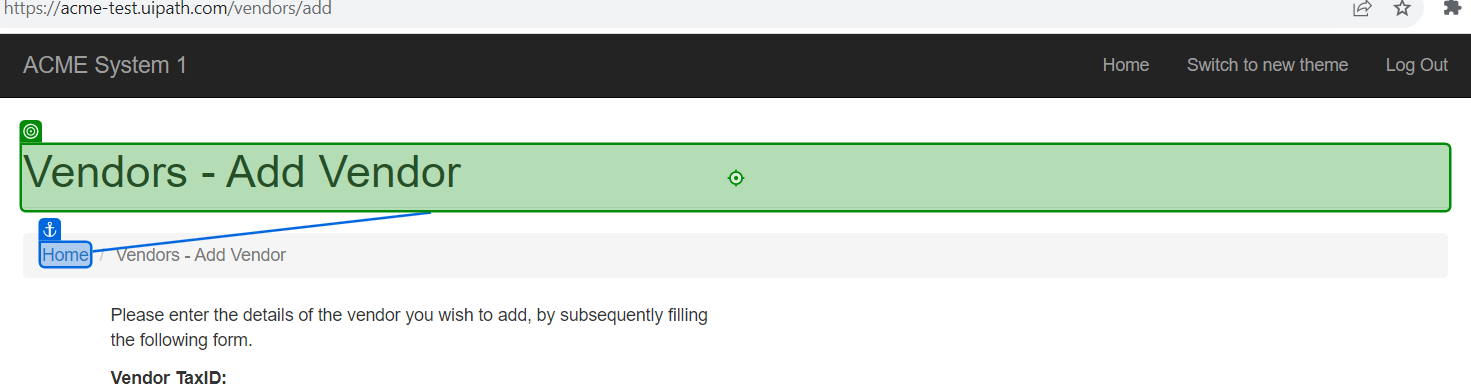 https://acme-test.uipath.com/vendors/add
ACME System 1 Home Switch to new theme Log Out
Vendors - Add Vendor
Home / Vendors - Add Vendor
Please enter the details of the vendor you wish to add, by subsequently filling
the following form.
Vendor TaxID: